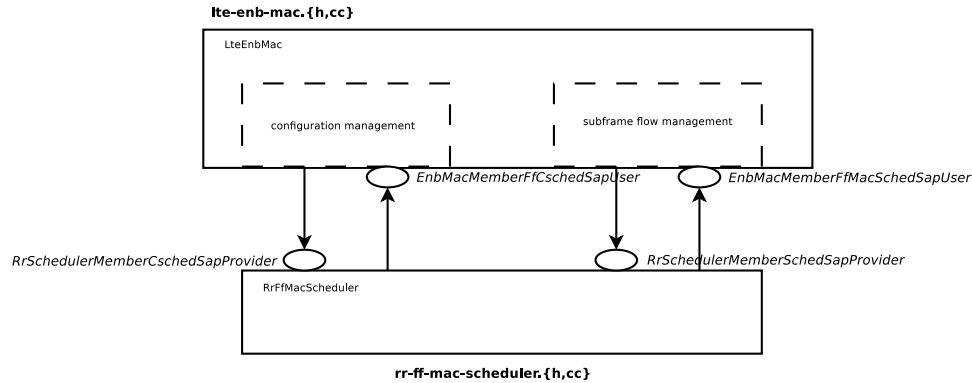 lte-enb-mac.{h,cc}
LteEnbMac
configuration management
subframe flow management
EnbMacMemberFfCschedSapUser
EnbMacMemberFfMacSchedSapUser
RrSchedulerMemberCschedSapProvider
RrSchedulerMemberSchedSapProvider
RrFfMacScheduler
rr-ff-mac-scheduler.{h,cc}